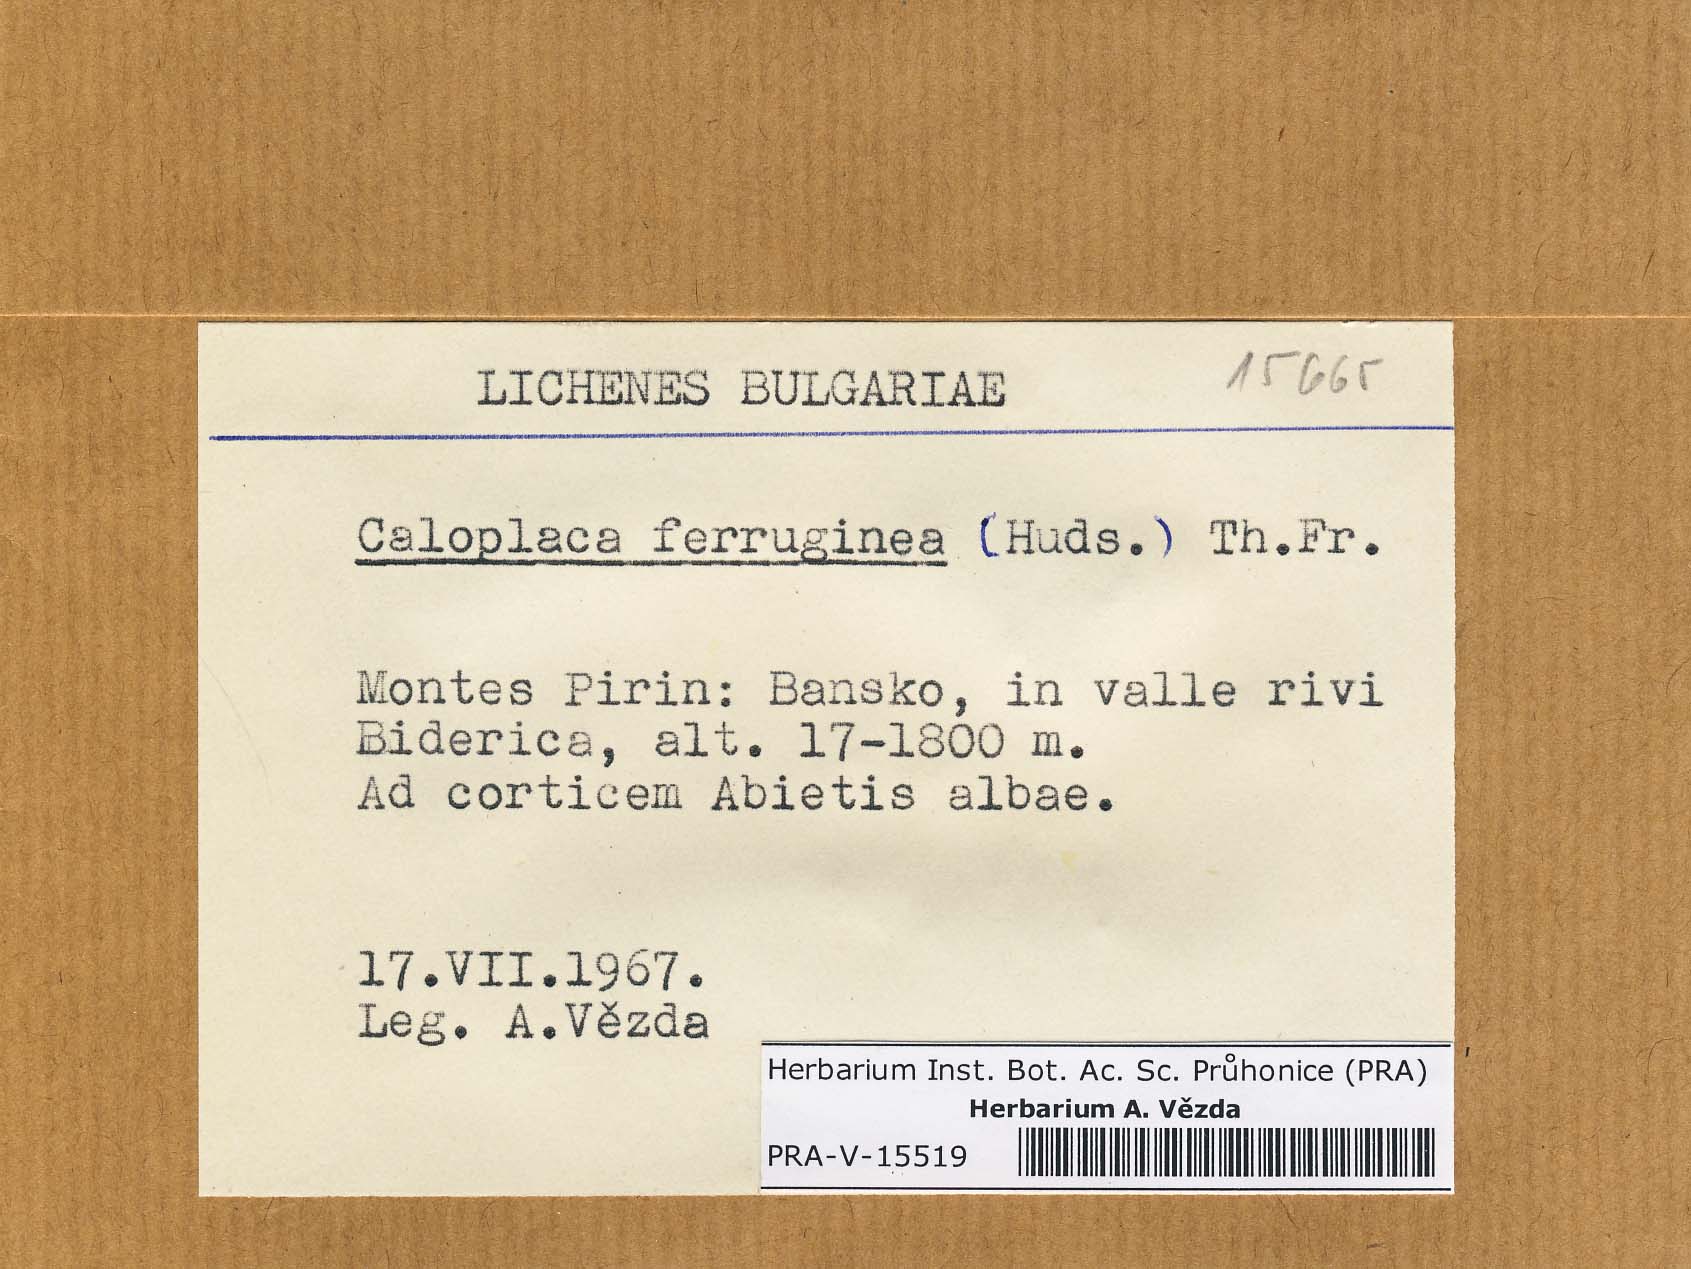 LICHENES BULGARIAE 15665
Caloplaca ferruginea (Huds.) Th.Fr.
Montes Pirin: Bansko, in valle rivi
Biderica, alt. 17-1800 m.
Ad corticem Abietis albae.
17.VII.1967.
Leg. A.Vězda
Herbarium Inst. Bot. Ac. Sc. Průhonice (PRA)
Herbarium A. Vězda
PRA-V-15519